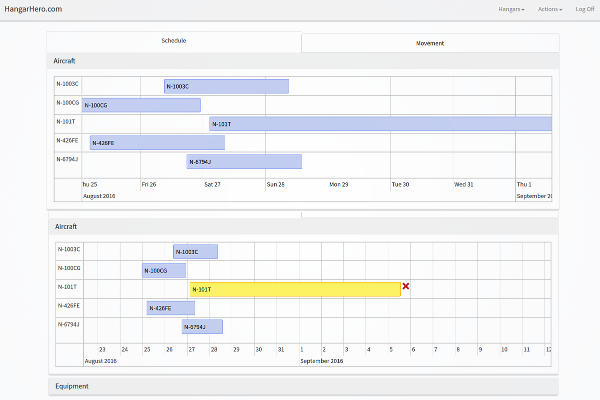 HangarHero.com Hangars Actions Log Off
Schedule Movement
Aircraft
N-1003C N-1003C
N-100CG N-100CG
N-101T N-101T
N-426FE N-426FE
N-6794J N-6794J
hu 25 Fri 26 Sat 27 Sun 28 Mon 29 Tue 30 Wed 31 Thu 1
August 2016 September 20
Aircraft
N-1003C N-1003C
N-100CG N-100CG
N-101T N-101T
N-426FE N-426FE
N-6794J N-6794J
23 24 25 26 27 28 29 30 31 1 2 3 4 5 6 7 8 9 10 11 12
August 2016 September 2016
Equipment